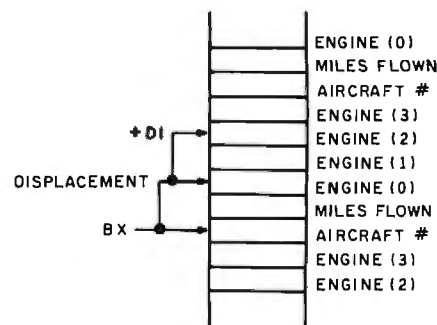 ENGINE (0)
MILES FLOWN
AIRCRAFT #
ENGINE (3)
+DI
ENGINE (2)
ENGINE (1)
DISPLACEMENT
ENGINE (0)
MILES FLOWN
BX
AIRCRAFT #
ENGINE (3)
ENGINE (2)